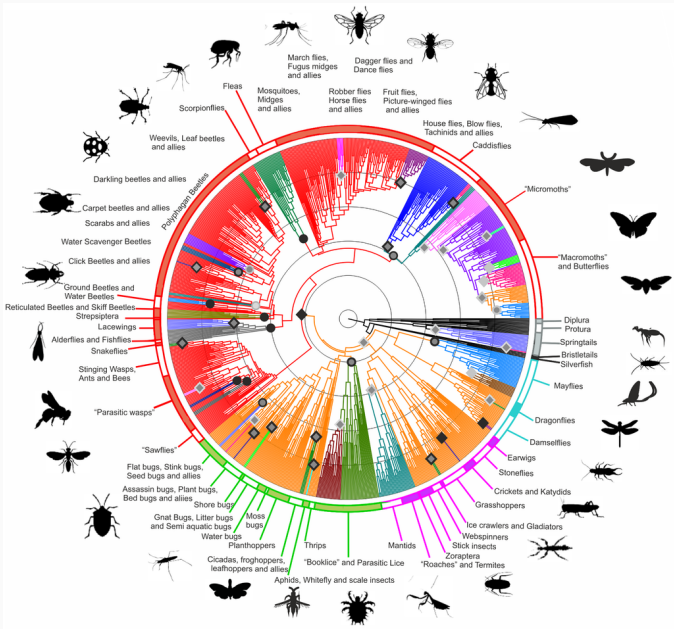 March flies,
Fugus midges
and allies
Dagger flies and
Dance flies
Fleas
Mosquitoes,
Midges
and allies
Robber flies
Horse flies
and allies
Fruit flies,
Picture-winged flies
and allies
Scorpionflies
House flies, Blow flies,
Tachinids and allies
Caddisflies
Weevils, Leaf beetles
and allies
Darkling beetles and allies
Polyphagan Beetles
"Micromoths"
Carpet beetles and allies
Scarabs and allies
Water Scavenger Beetles
Click Beetles and allies
"Macromoths"
and Butterflies
Ground Beetles and
Water Beetles
Reticulated Beetles and Skiff Beetles
Strepsiptera
Lacewings
Alderflies and Fishflies
Snakeflies
Diplura
Protura
Springtails
Bristletails
Silverfish
Stinging Wasps,
Ants and Bees
Mayflies
"Parasitic wasps"
Dragonflies
Damselflies
"Sawflies"
Earwigs
Stoneflies
Flat bugs, Stink bugs,
Seed bugs and allies
Crickets and Katydids
Assassin bugs, Plant bugs,
Bed bugs and allies
Grasshoppers
Shore bugs
Gnat Bugs, Litter bugs
and Semi aquatic bugs
Water bugs
Moss
bugs
Ice crawlers and Gladiators
Webspinners
Stick insects
Planthoppers
Thrips
Mantids
Zoraptera
Cicadas, froghoppers,
leafhoppers and allies
"Booklice" and Parasitic Lice
"Roaches" and Termites
Aphids, Whitefly and scale insects